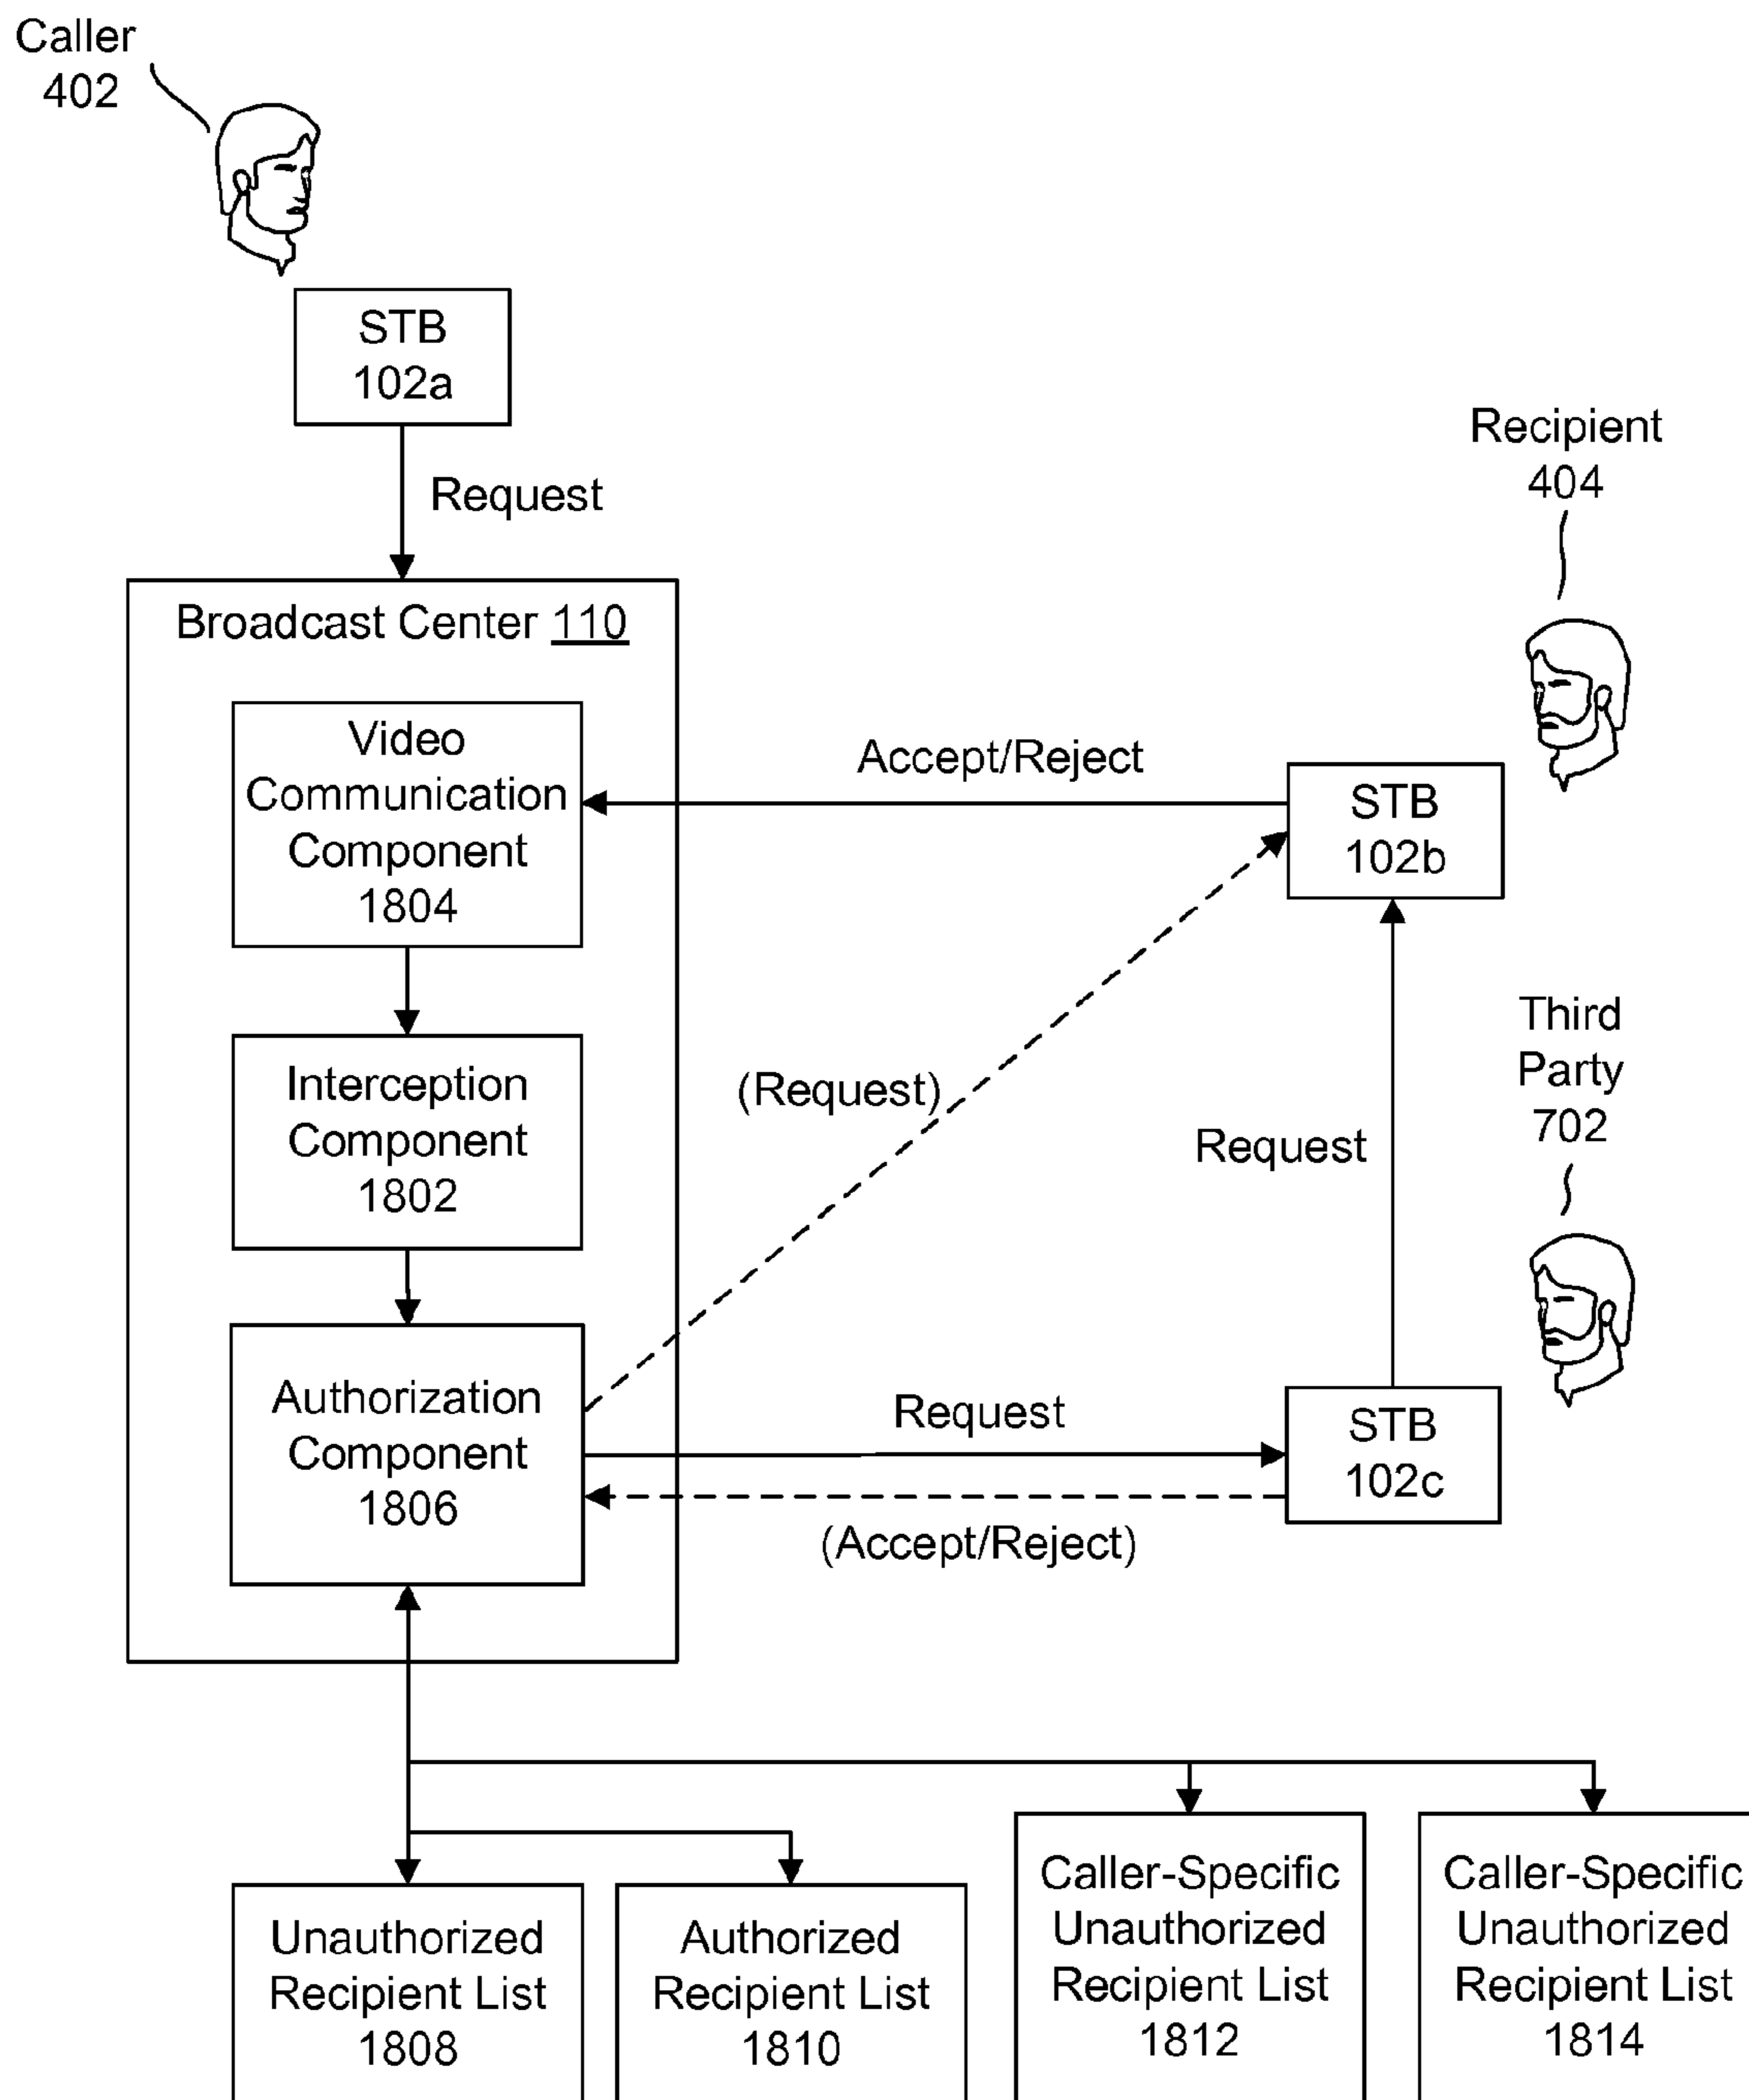 Caller
402
STB
102a
Request
Recipient
404
Broadcast Center 110
Video
Communication
Component
1804
Accept/Reject
STB
102b
Interception
Component
1802
(Request)
Third
Party
702
Request
Authorization
Component
1806
Request
STB
102c
(Accept/Reject)
Unauthorized
Recipient List
1808
Authorized
Recipient List
1810
Caller-Specific
Unauthorized
Recipient List
1812
Caller-Specific
Unauthorized
Recipient List
1814